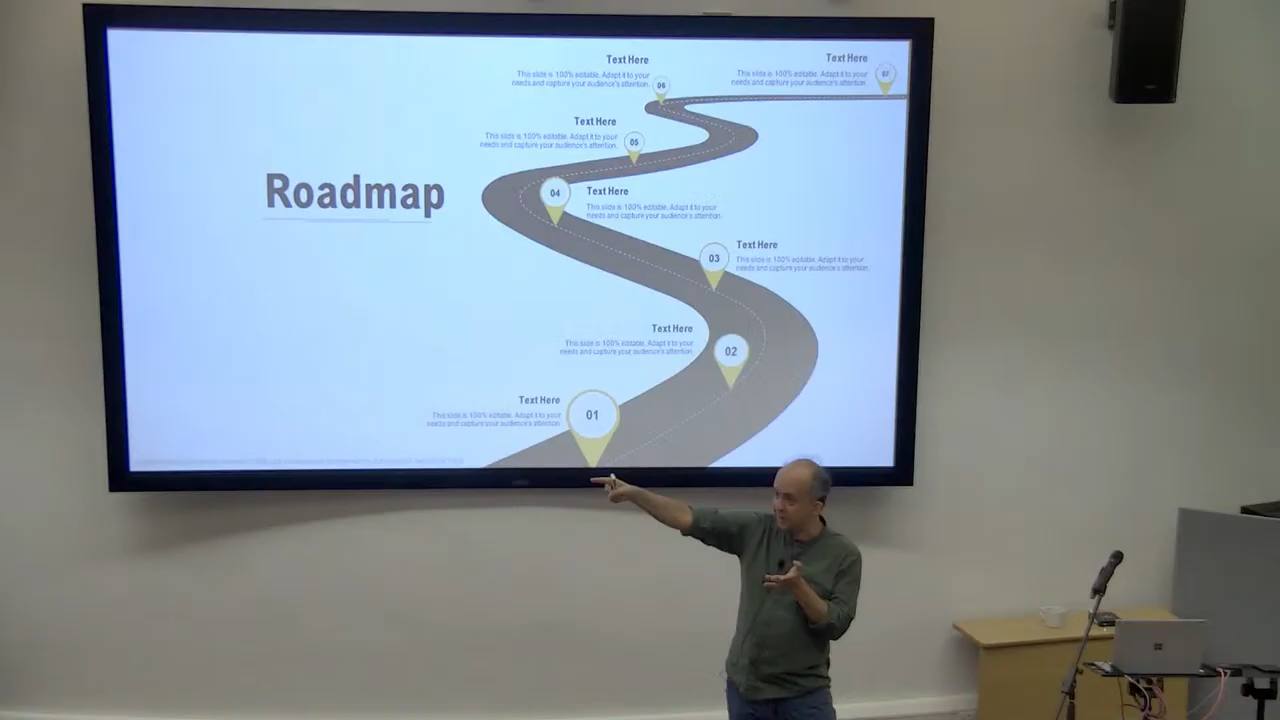 Text Here
This slide is 100% editable. Adapt it to your
needs and capture your audience's attention.
06
Text Here
This slide is 100% editable. Adapt it to your
needs and capture your audience's attention.
07
Text Here
This slide is 100% editable. Adapt it to your
needs and capture your audience's attention.
05
Roadmap
04
Text Here
This slide is 100% editable. Adapt it to your
needs and capture your audience's attention.
03
Text Here
This slide is 100% editable. Adapt it to your
needs and capture your audience's attention.
Text Here
This slide is 100% editable. Adapt it to your
needs and capture your audience's attention.
02
Text Here
This slide is 100% editable. Adapt it to your
needs and capture your audience's attention.
01